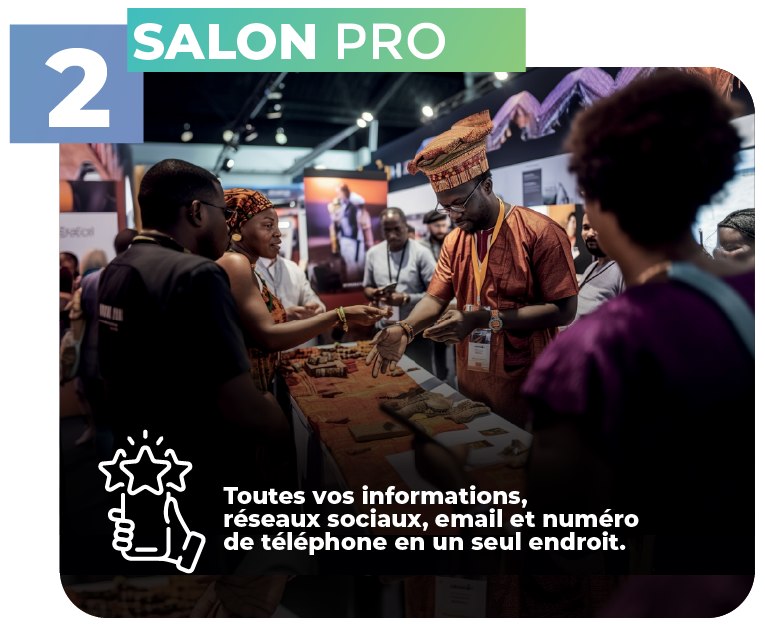 2
SALON PRO
Toutes vos informations,
réseaux sociaux, email et numéro
de téléphone en un seul endroit.